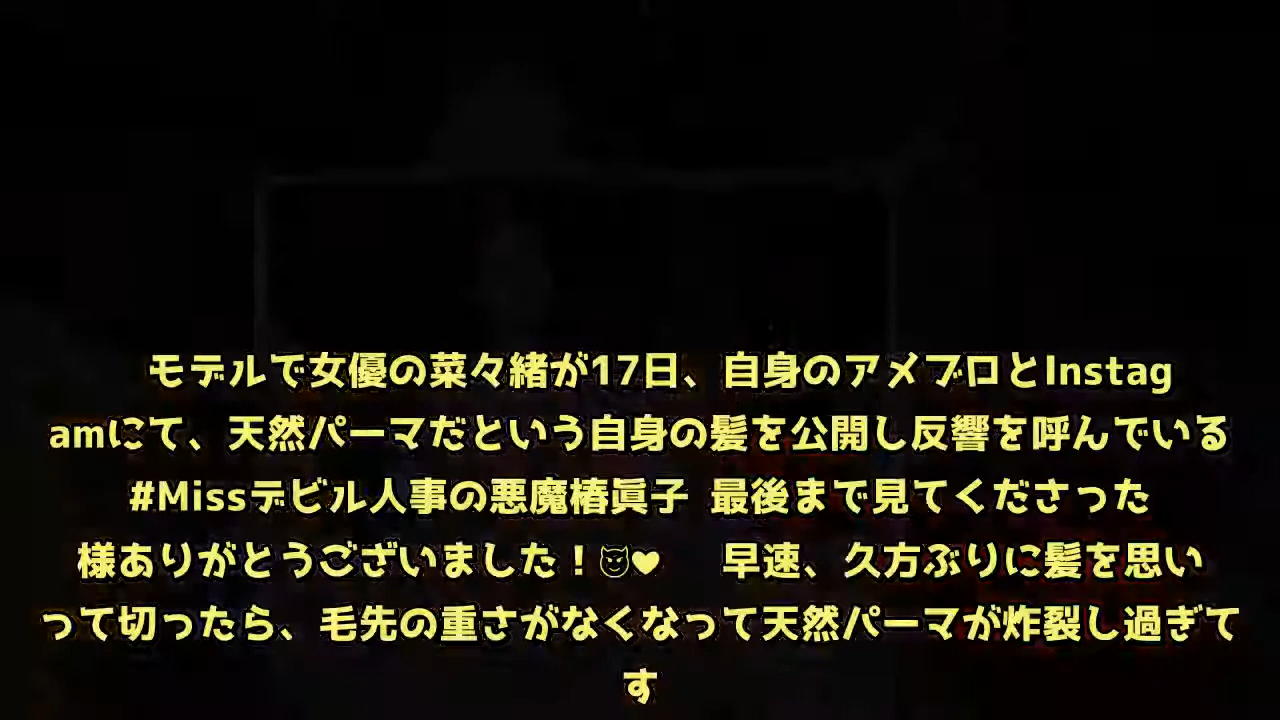 モデルで女優の菜々緒が17日、自身のアメブロとInstag
amにて、天然パーマだという自身の髪を公開し反響を呼んでいる
#Missデビル人事の悪魔椿眞子 最後まで見てくださった
様ありがとうございました！😈♥ 早速、久方ぶりに髪を思い
って切ったら、毛先の重さがなくなって天然パーマが炸裂し過ぎて
す